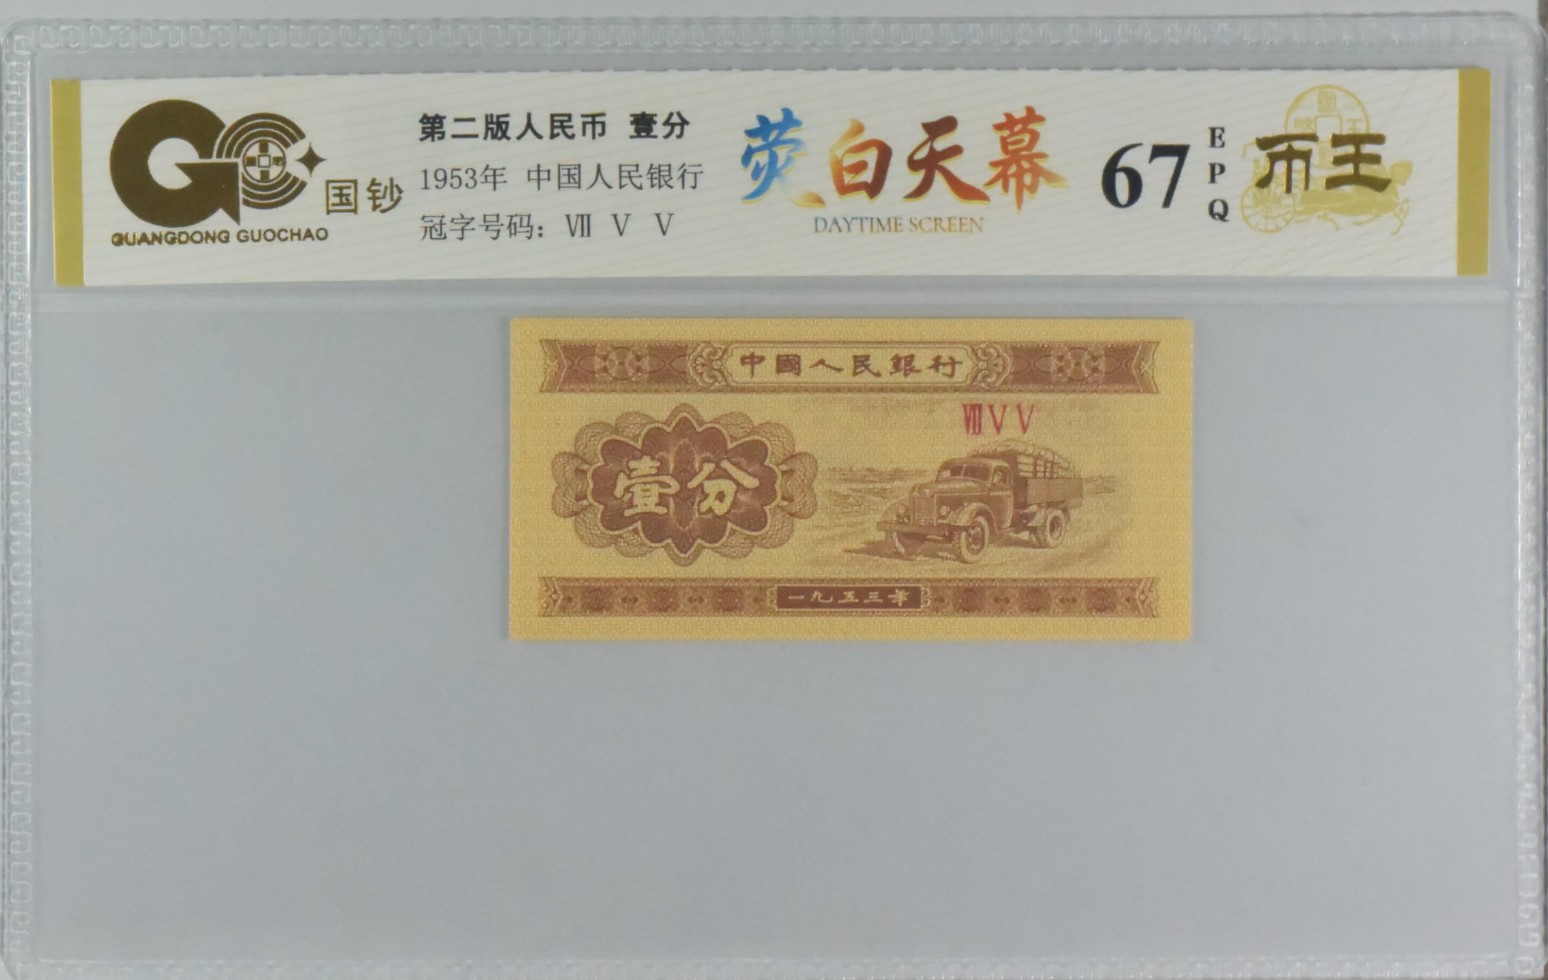 国钞
QUANGDONG GUOCHAO
第二版人民币 壹分
1953年 中国人民银行
冠字号码：Ⅶ Ⅴ Ⅴ
荧白天幕
DAYTIME SCREEN
67
EPQ
币王
中國人民銀行
ⅦⅤⅤ
壹分
一九五三年